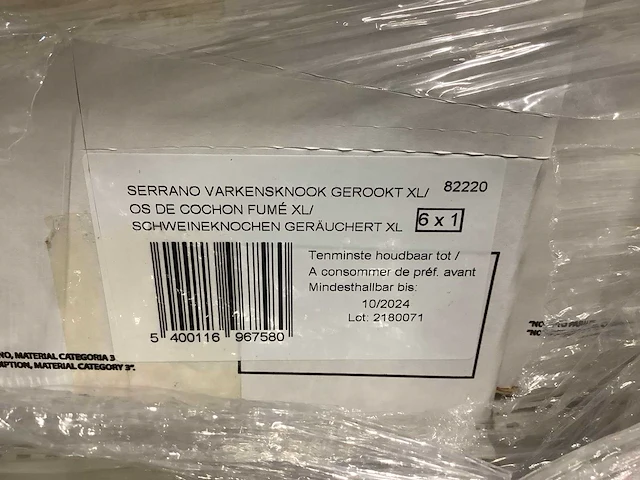 SERRANO VARKENSKNOOK GEROOKT XL/ 82220
OS DE COCHON FUMÉ XL/
SCHWEINEKNOCHEN GERÄUCHERT XL 6 x 1
Tenminste houdbaar tot /
A consommer de préf. avant
Mindesthallbar bis:
10/2024
Lot: 2180071
5 400116 967580
NO, MATERIAL CATEGORIA 3
MPTION, MATERIAL CATEGORY 3".
"NO
"NC